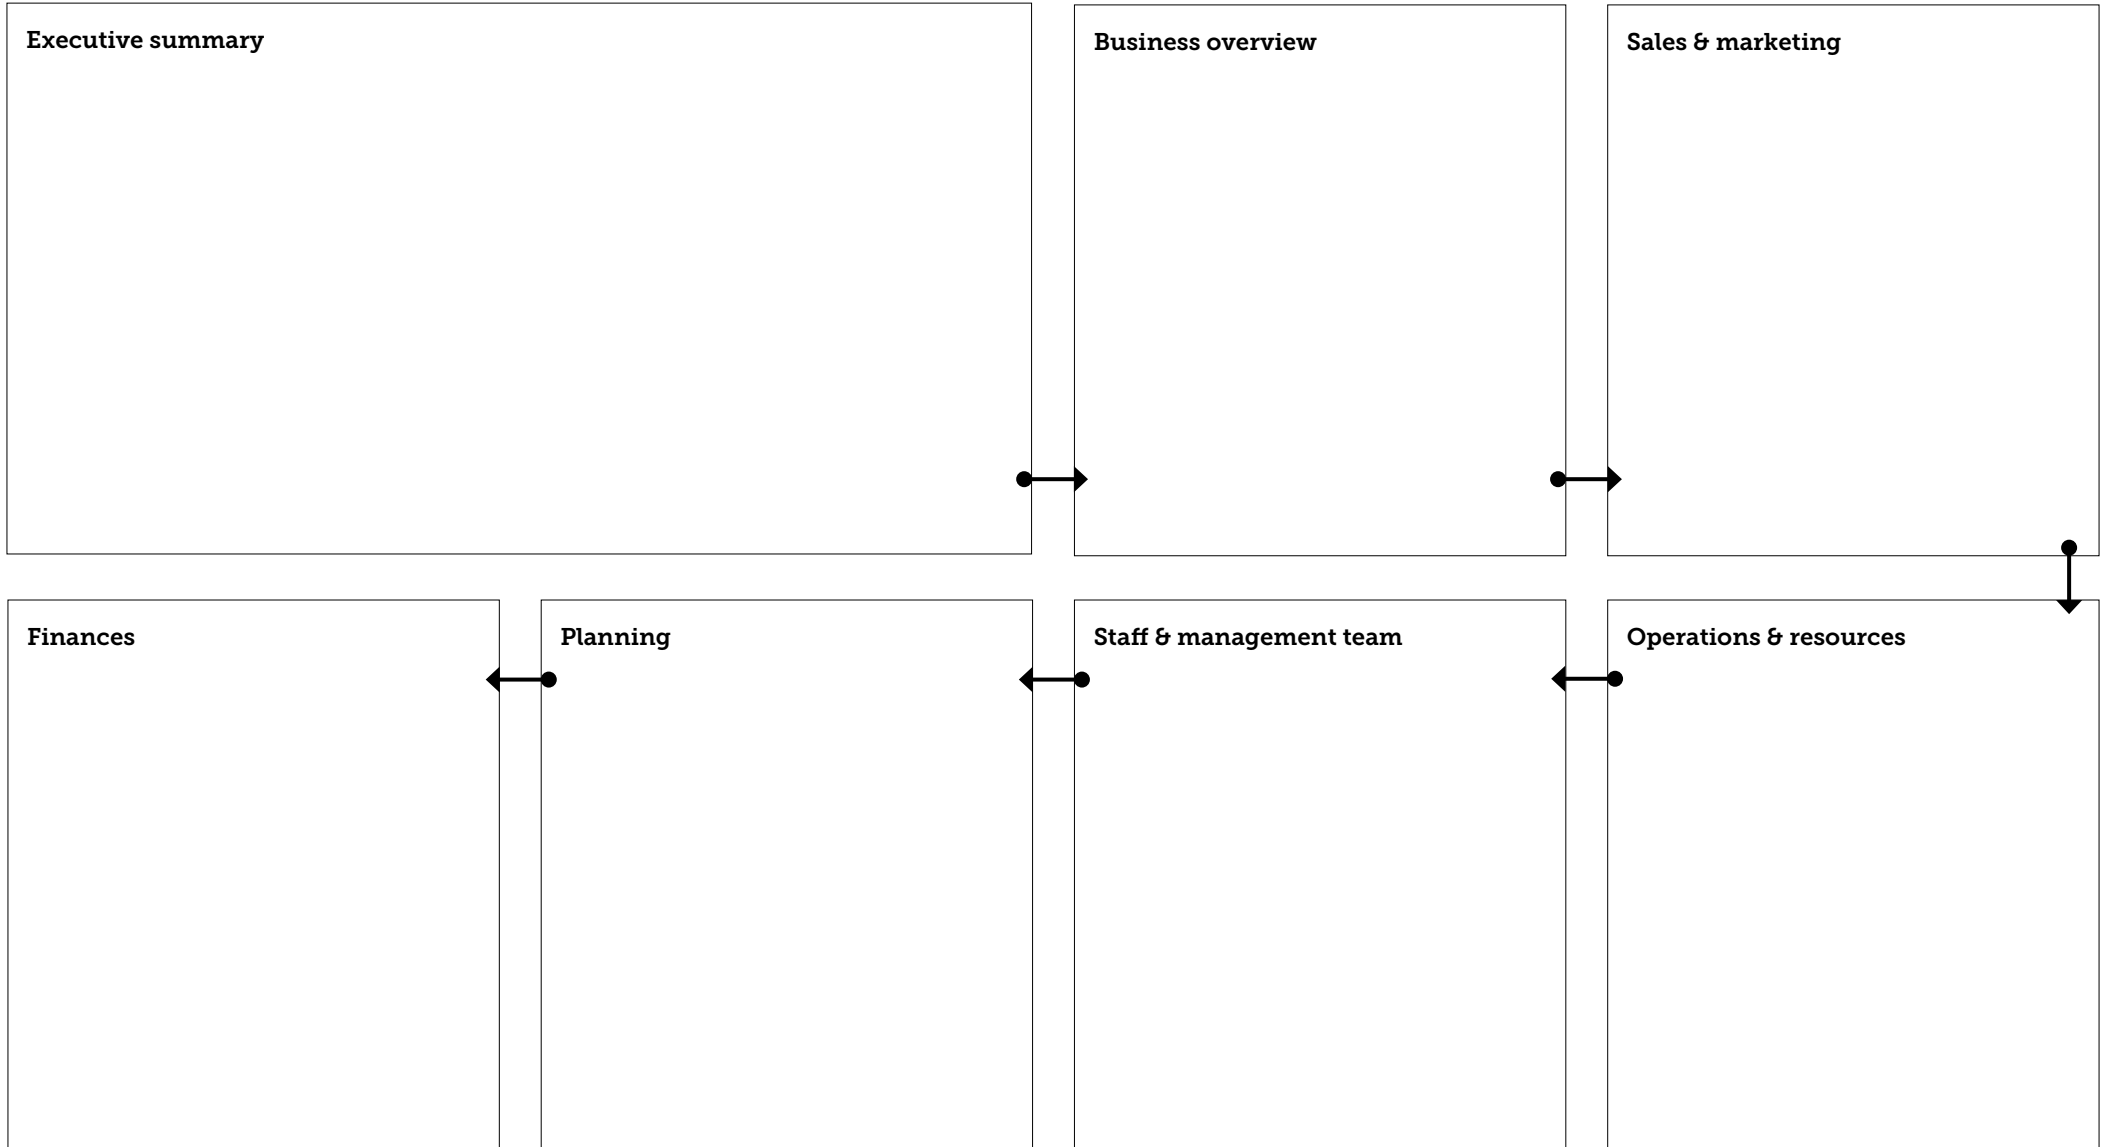 Executive summary
Business overview
Sales & marketing
Finances
Planning
Staff & management team
Operations & resources